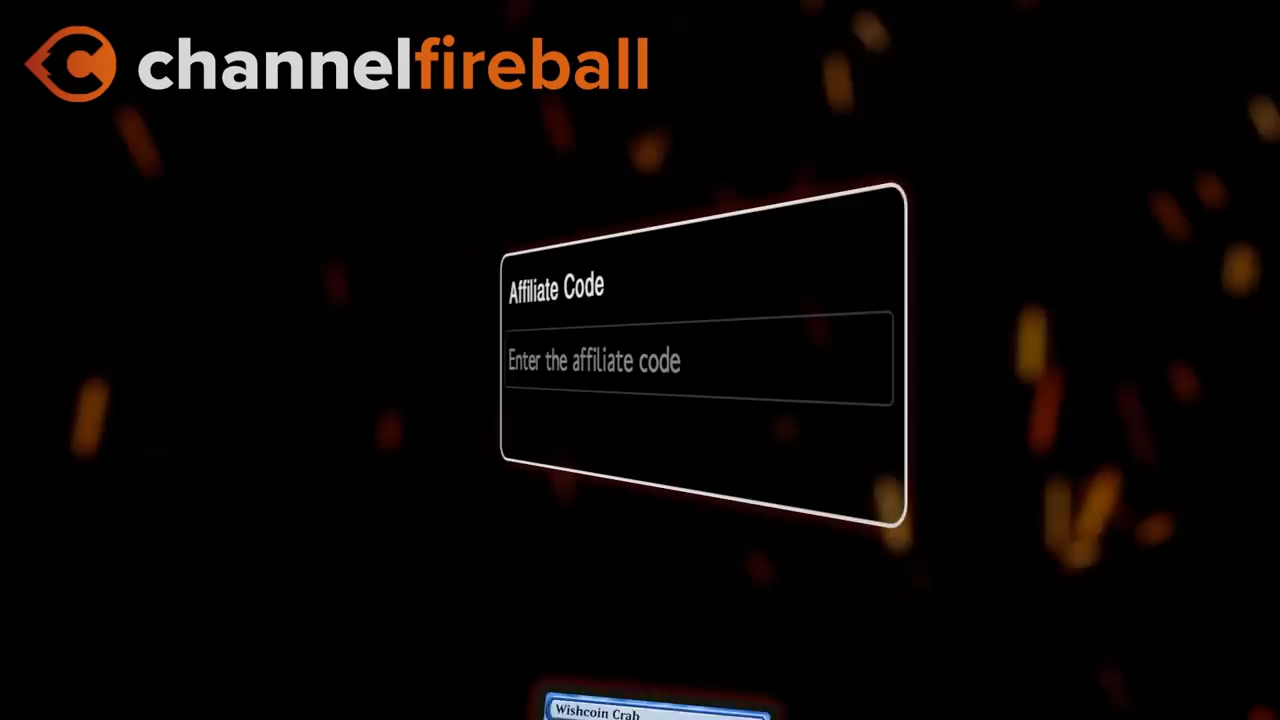 channelfireball
Affiliate Code
Enter the affiliate code
Wishcoin Crab